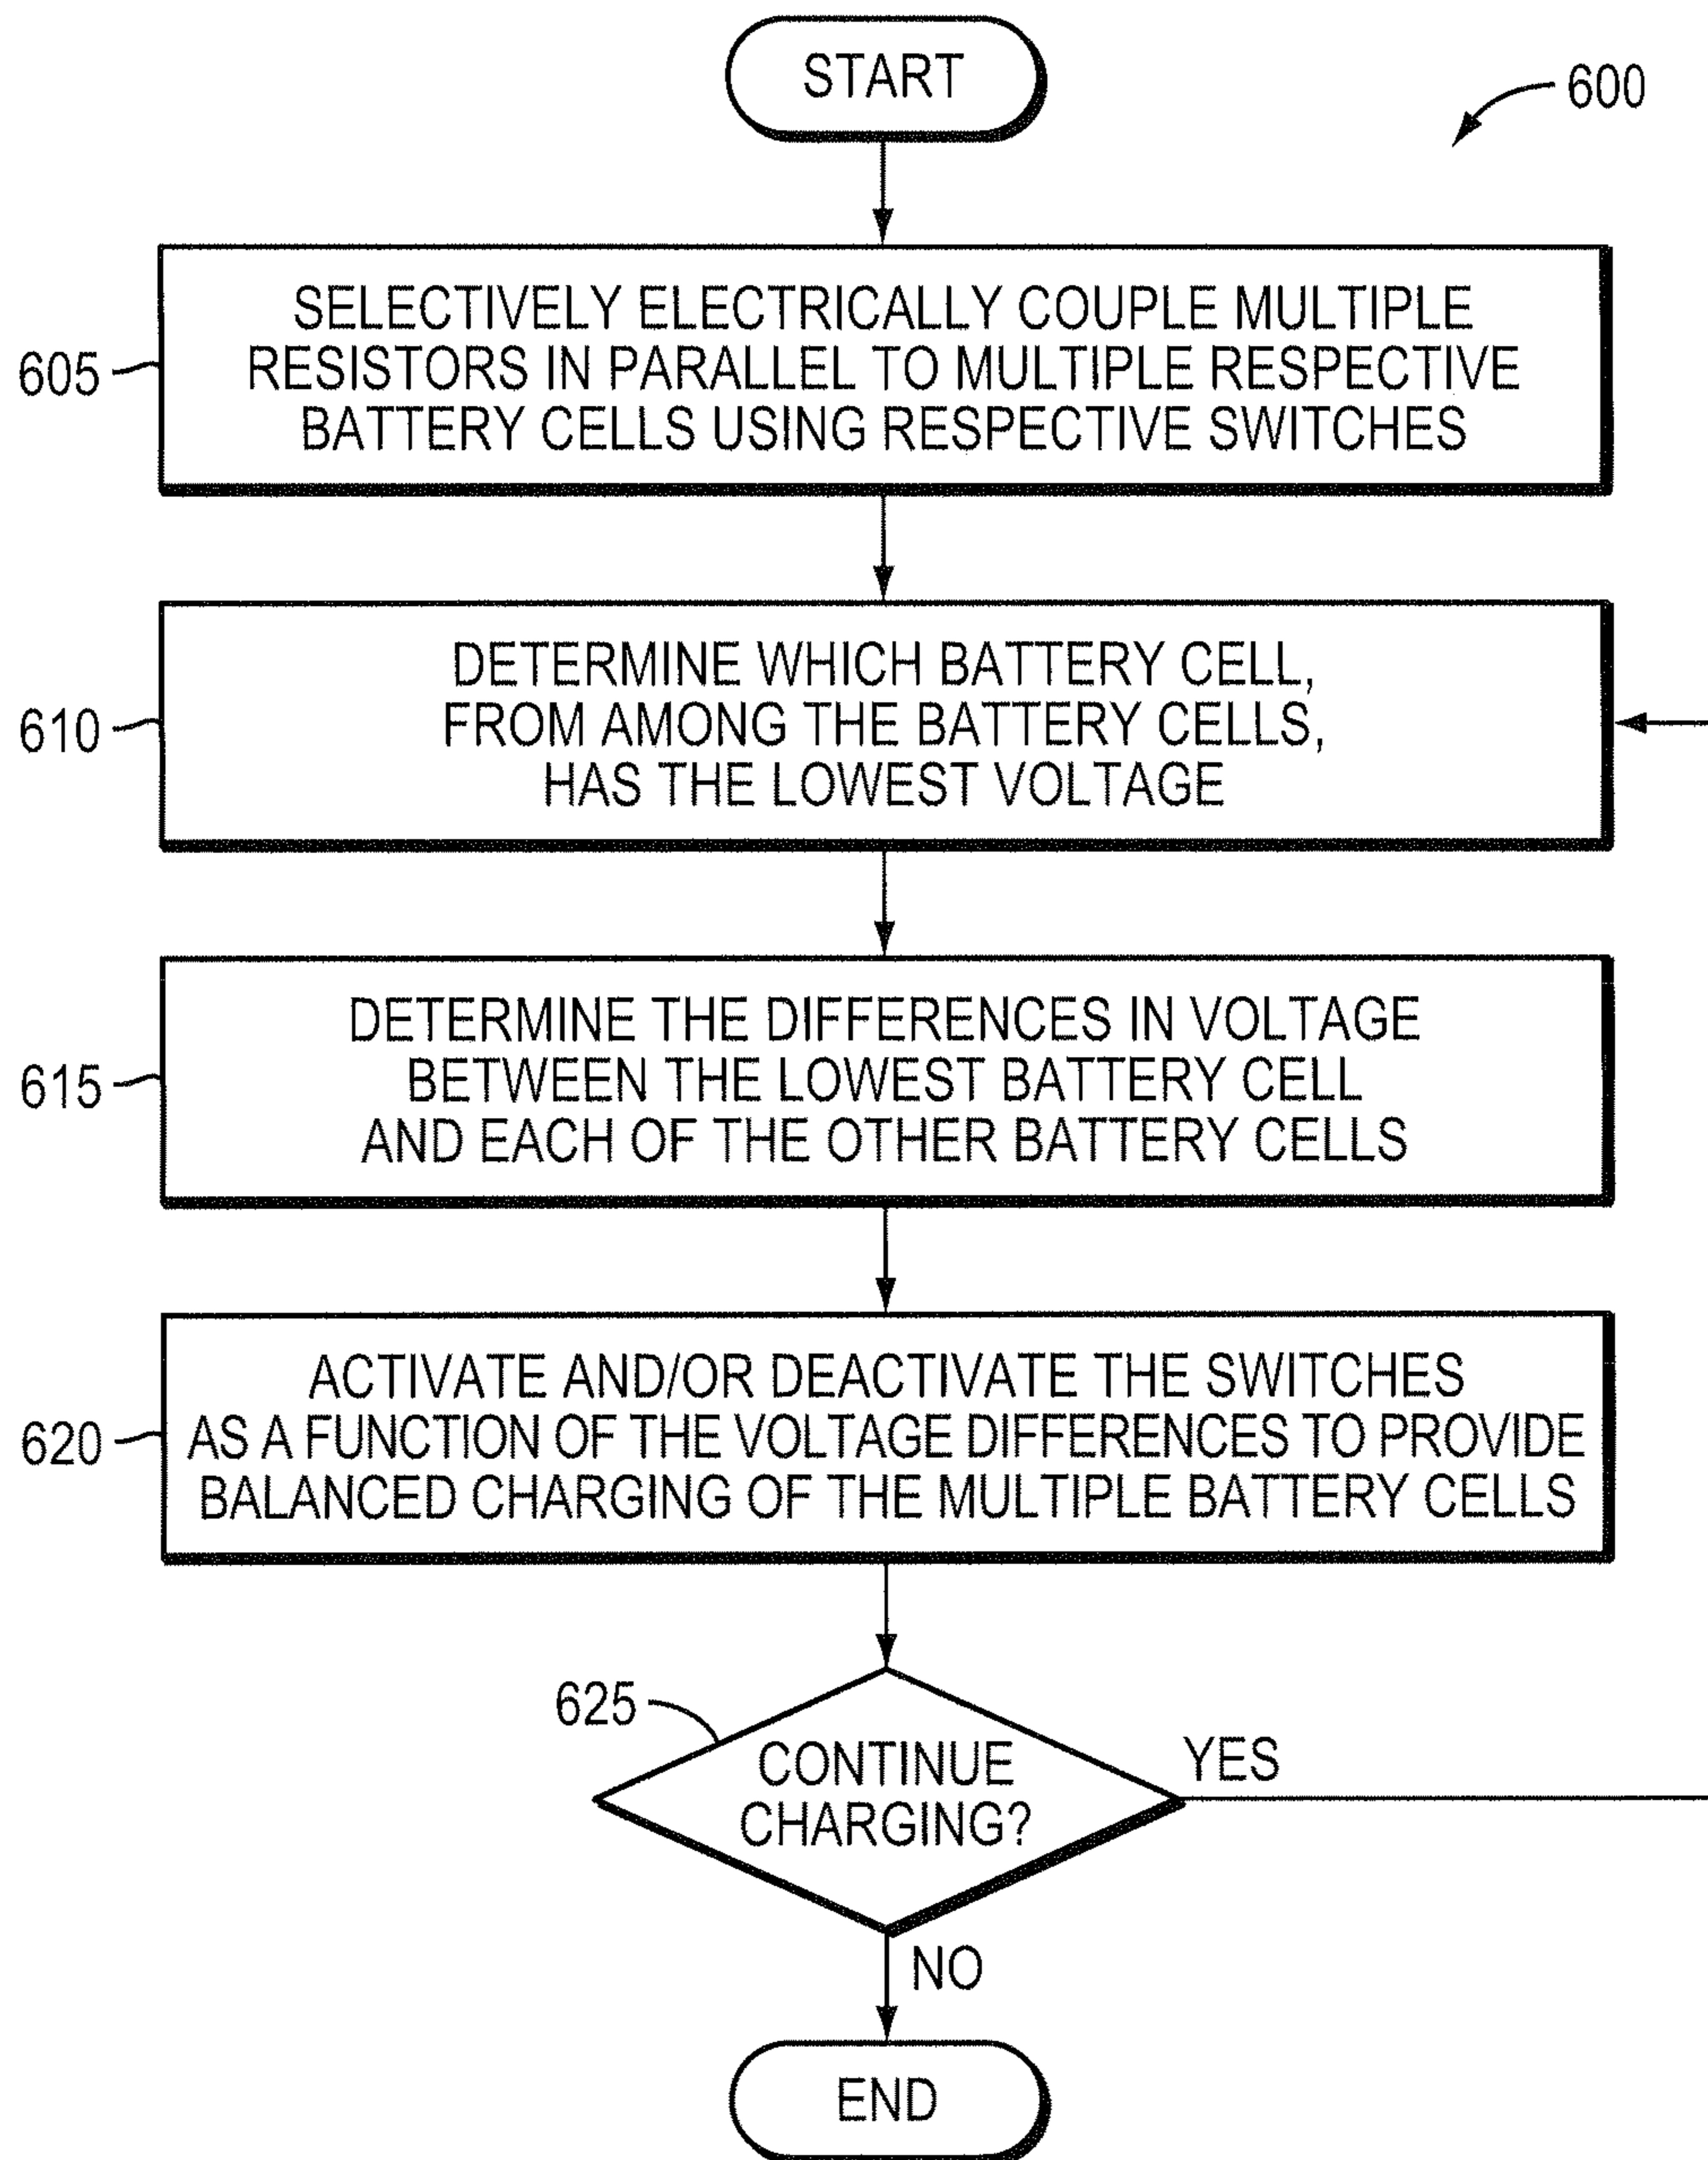 START
600
SELECTIVELY ELECTRICALLY COUPLE MULTIPLE
RESISTORS IN PARALLEL TO MULTIPLE RESPECTIVE
BATTERY CELLS USING RESPECTIVE SWITCHES
605
DETERMINE WHICH BATTERY CELL,
FROM AMONG THE BATTERY CELLS,
HAS THE LOWEST VOLTAGE
610
DETERMINE THE DIFFERENCES IN VOLTAGE
BETWEEN THE LOWEST BATTERY CELL
AND EACH OF THE OTHER BATTERY CELLS
615
ACTIVATE AND/OR DEACTIVATE THE SWITCHES
AS A FUNCTION OF THE VOLTAGE DIFFERENCES TO PROVIDE
BALANCED CHARGING OF THE MULTIPLE BATTERY CELLS
620
625
CONTINUE
CHARGING?
YES
NO
END